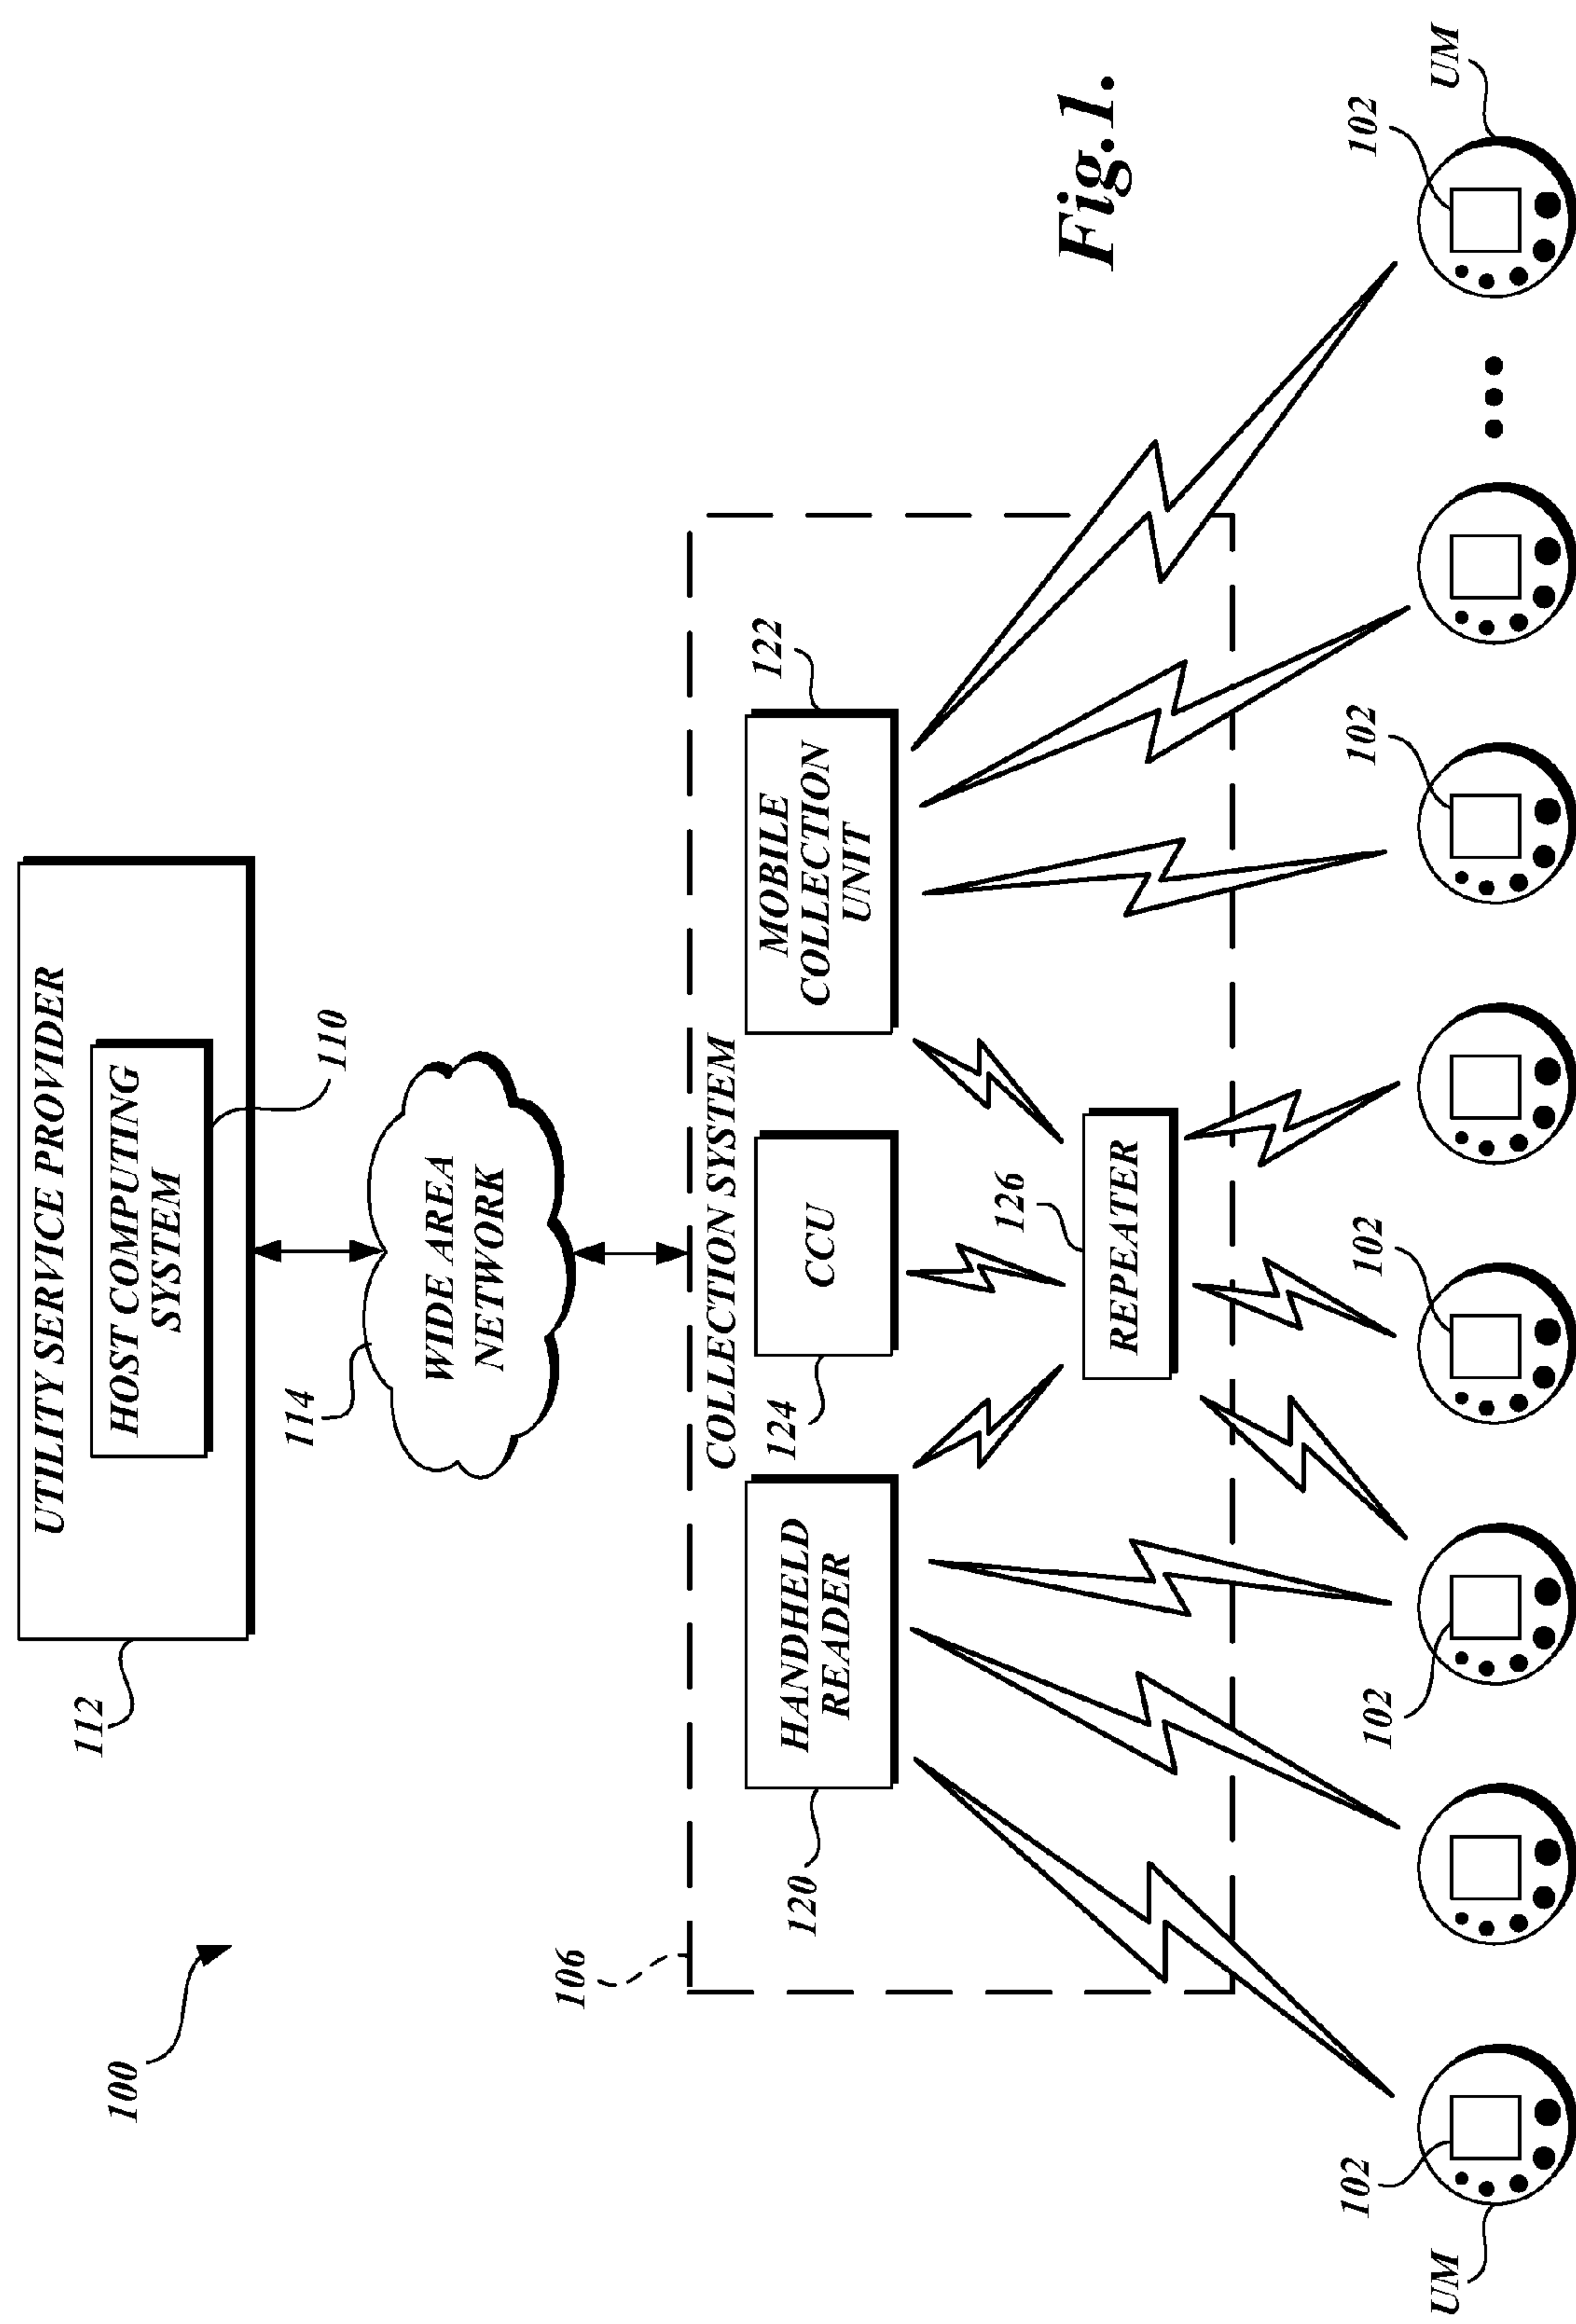 100
112
UTILITY SERVICE PROVIDER
HOST COMPUTING
SYSTEM
110
114
WIDE AREA
NETWORK
106
COLLECTION SYSTEM
120
HANDHELD
READER
124
CCU
MOBILE
COLLECTION
UNIT
122
126
REPEATER
Fig.1.
UM
102
102
102
102
102
UM